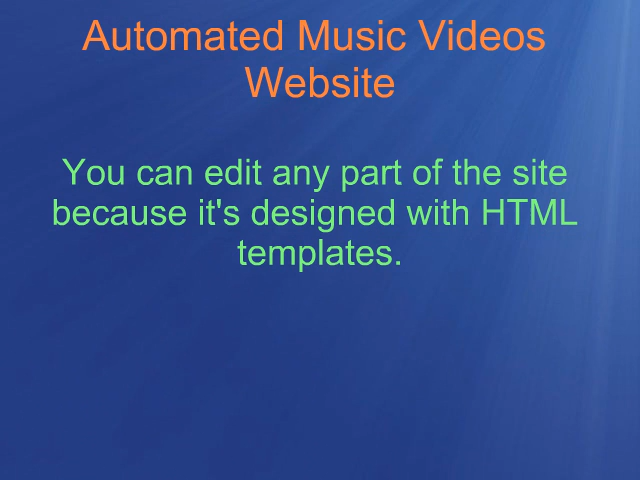 Automated Music Videos
Website
You can edit any part of the site
because it's designed with HTML
templates.